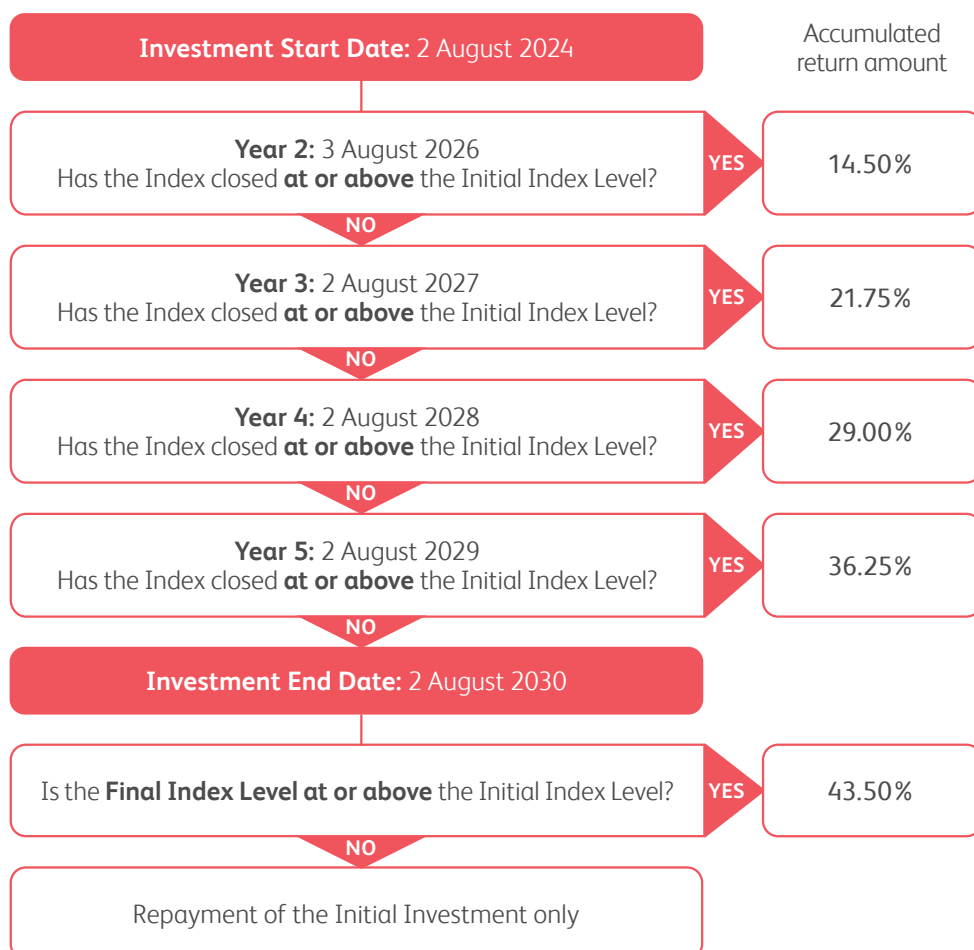 Investment Start Date: 2 August 2024
Accumulated
return amount
Year 2: 3 August 2026
Has the Index closed at or above the Initial Index Level?
YES
14.50%
NO
Year 3: 2 August 2027
Has the Index closed at or above the Initial Index Level?
YES
21.75%
NO
Year 4: 2 August 2028
Has the Index closed at or above the Initial Index Level?
YES
29.00%
NO
Year 5: 2 August 2029
Has the Index closed at or above the Initial Index Level?
YES
36.25%
NO
Investment End Date: 2 August 2030
Is the Final Index Level at or above the Initial Index Level?
YES
43.50%
NO
Repayment of the Initial Investment only